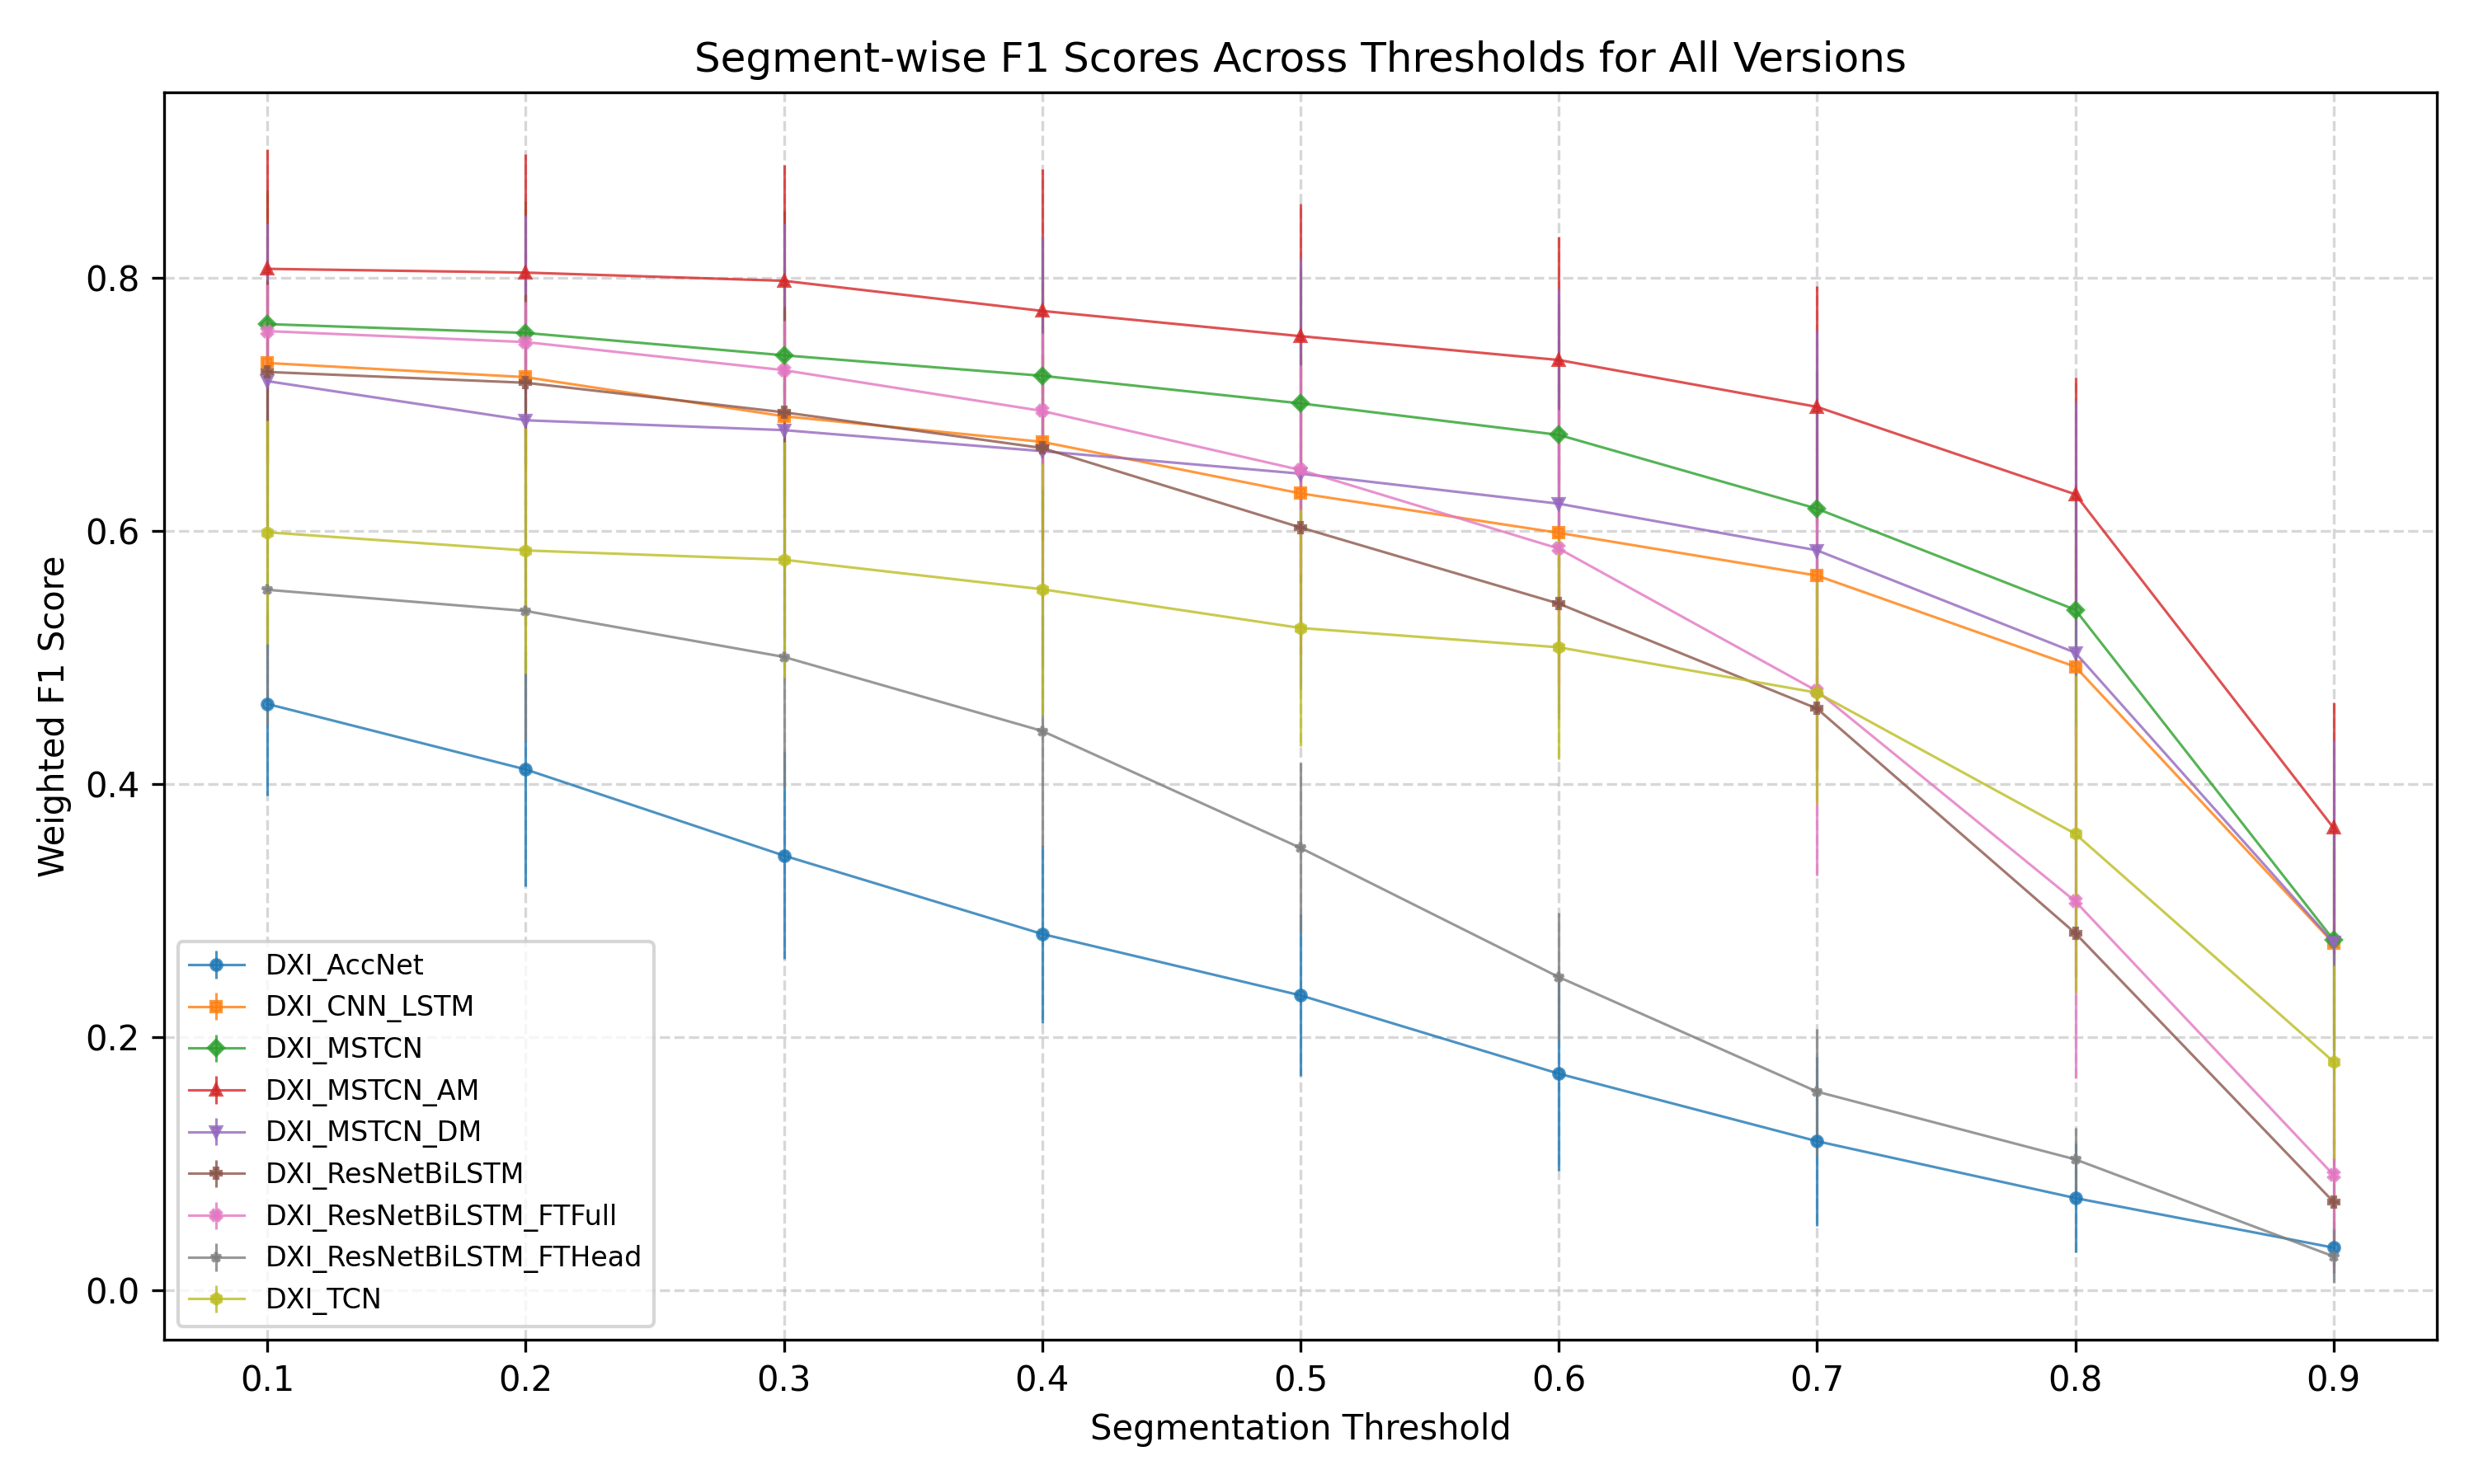 Segment-wise F1 Scores Across Thresholds for All Versions
Weighted F1 Score
0.8
0.6
0.4
0.2
0.0
DXI_AccNet
DXI_CNN_LSTM
DXI_MSTCN
DXI_MSTCN_AM
DXI_MSTCN_DM
DXI_ResNetBiLSTM
DXI_ResNetBiLSTM_FTFull
DXI_ResNetBiLSTM_FTHead
DXI_TCN
0.1 0.2 0.3 0.4 0.5 0.6 0.7 0.8 0.9
Segmentation Threshold